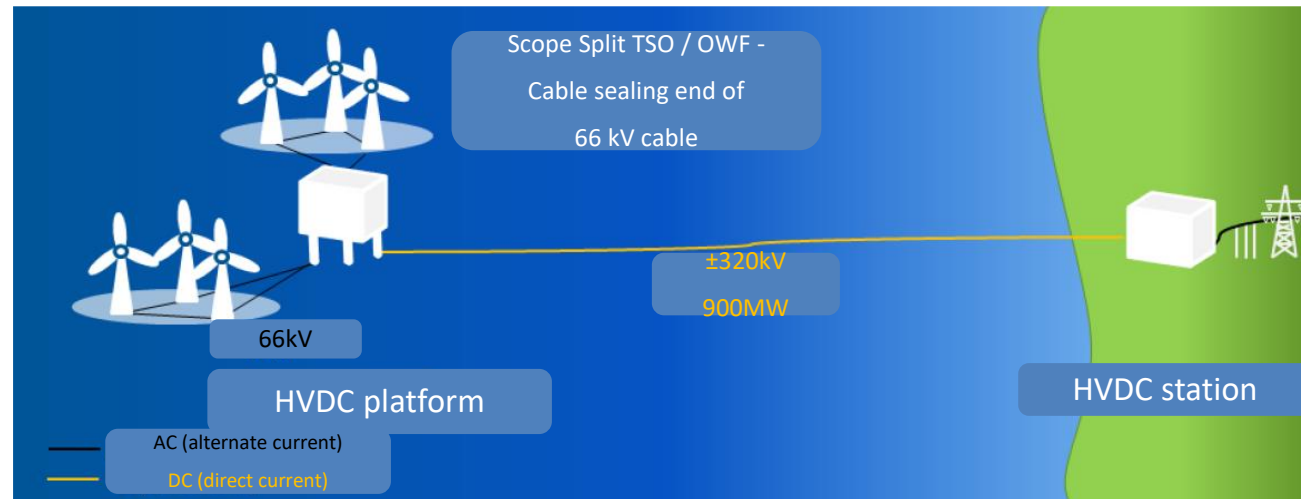 Scope Split TSO / OWF -
Cable sealing end of
66 kV cable
±320kV
900MW
66kV
HVDC platform
HVDC station
AC (alternate current)
DC (direct current)